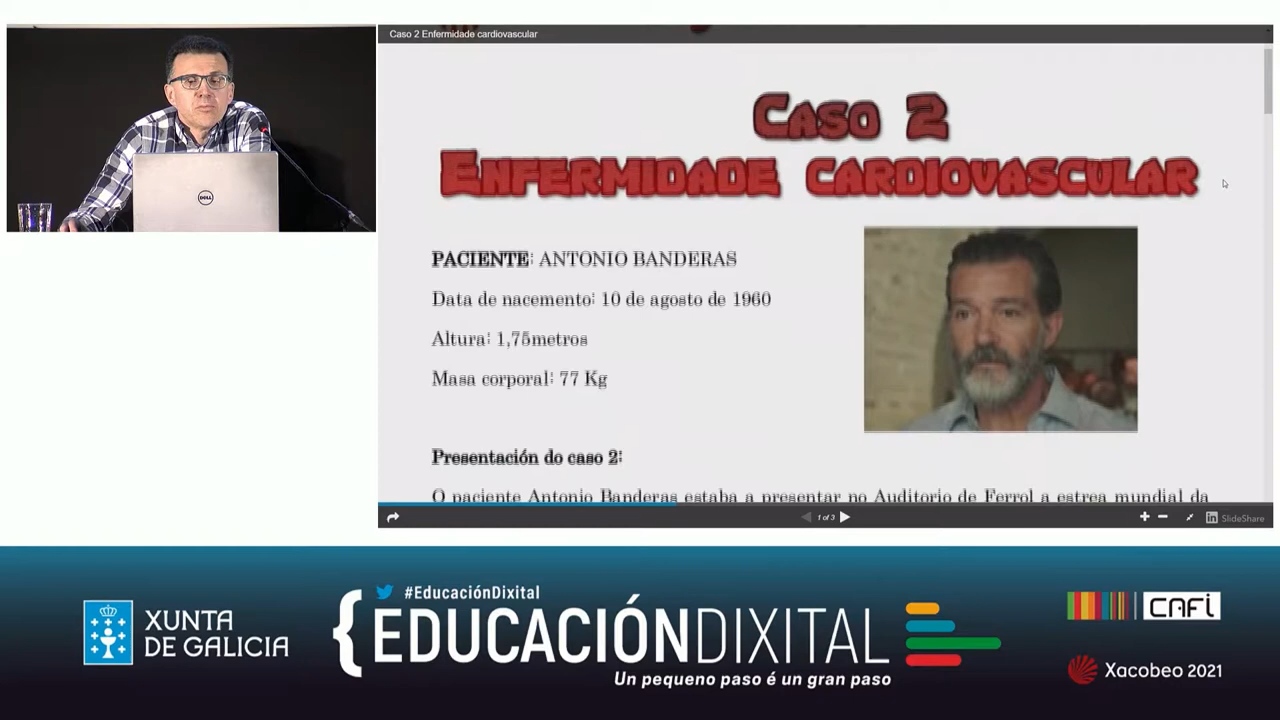 Caso 2 Enfermidade cardiovascular
Caso 2
Enfermidade cardiovascular
PACIENTE: ANTONIO BANDERAS
Data de nacemento: 10 de agosto de 1960
Altura: 1,75metros
Masa corporal: 77 Kg
Presentación do caso 2:
O paciente Antonio Banderas estaba a presentar no Auditorio de Ferrol a estrea mundial da
1 of 3
in SlideShare
DELL
XUNTA
DE GALICIA
#EducaciónDixital
{EDUCACIÓNDIXITAL
Un pequeno paso é un gran paso
CAFi
Xacobeo 2021